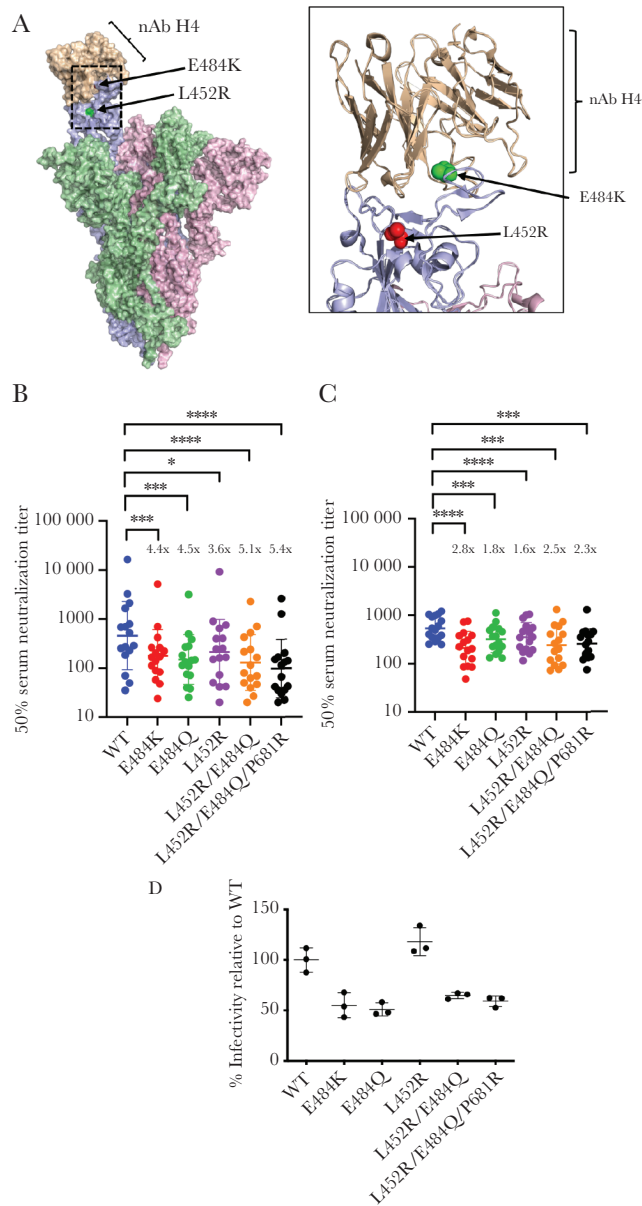 A
nAb H4
E484K
L452R
nAb H4
E484K
L452R
B
****
****
*
***
***
4.4x 4.5x 3.6x 5.1x 5.4x
50% serum neutralization titer
100 000
10 000
1000
100
10
WT
E484K
E484Q
L452R
L452R/E484Q
L452R/E484Q/P681R
C
***
***
****
***
****
2.8x 1.8x 1.6x 2.5x 2.3x
50% serum neutralization titer
100 000
10 000
1000
100
10
WT
E484K
E484Q
L452R
L452R/E484Q
L452R/E484Q/P681R
D
% Infectivity relative to WT
150
100
50
0
WT
E484K
E484Q
L452R
L452R/E484Q
L452R/E484Q/P681R